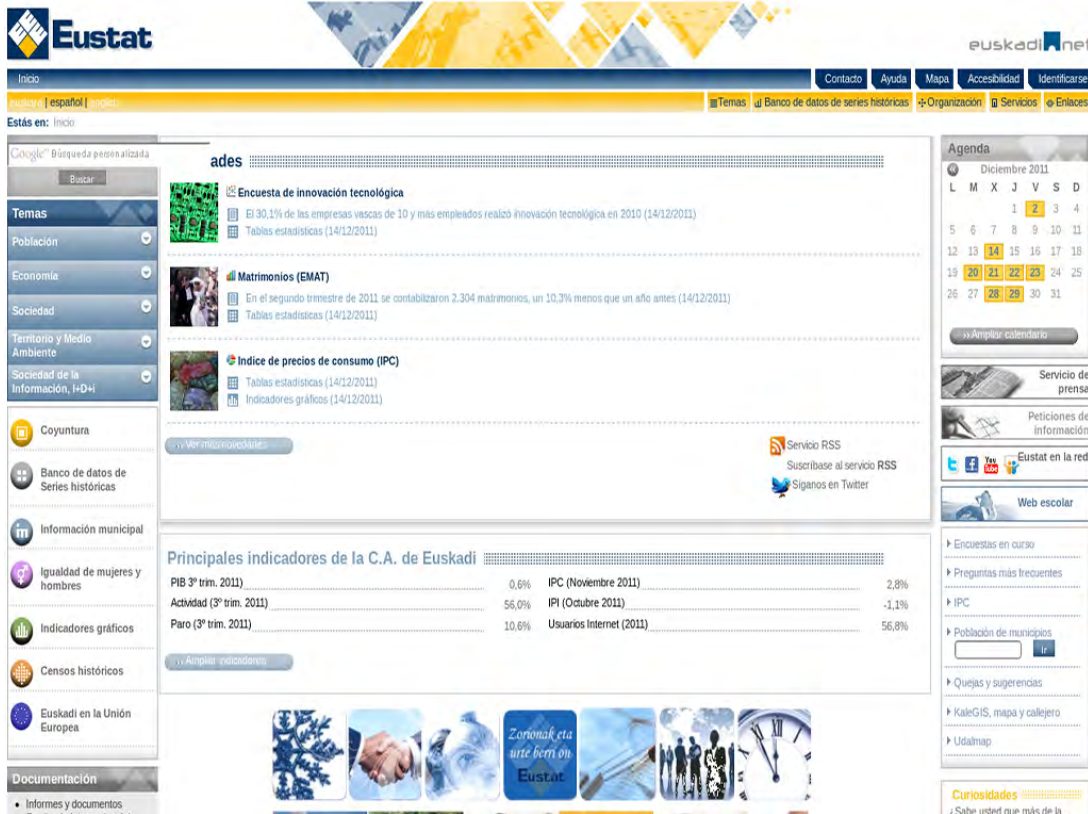 Eustat
euskadi net
Inicio
Contacto
Ayuda
Mapa
Accesibilidad
Identificarse
euskara | español | english
Temas
Banco de datos de series históricas
Organización
Servicios
Enlaces
Estás en: Inicio
Google™ Búsqueda personalizada
Buscar
Temas
Población
Economía
Sociedad
Territorio y Medio
Ambiente
Sociedad de la
Información, I+D+i
Coyuntura
Banco de datos de
Series históricas
Información municipal
Igualdad de mujeres y
hombres
Indicadores gráficos
Censos históricos
Euskadi en la Unión
Europea
Documentación
Informes y documentos
ades
Encuesta de innovación tecnológica
El 30,1% de las empresas vascas de 10 y más empleados realizó innovación tecnológica en 2010 (14/12/2011)
Tablas estadísticas (14/12/2011)
Matrimonios (EMAT)
En el segundo trimestre de 2011 se contabilizaron 2.304 matrimonios, un 10,3% menos que un año antes (14/12/2011)
Tablas estadísticas (14/12/2011)
Indice de precios de consumo (IPC)
Tablas estadísticas (14/12/2011)
Indicadores gráficos (14/12/2011)
›› Ver más novedades
Servicio RSS
Suscríbase al servicio RSS
Síganos en Twitter
Principales indicadores de la C.A. de Euskadi
PIB 3º trim. 2011) 0,6%
IPC (Noviembre 2011) 2,8%
Actividad (3º trim. 2011) 56,0%
IPI (Octubre 2011) -1,1%
Paro (3º trim. 2011) 10,6%
Usuarios Internet (2011) 56,8%
›› Ampliar indicadores
Zorionak eta
urte berri on
Eustat
Agenda
Diciembre 2011
L M X J V S D
1 2 3 4
5 6 7 8 9 10 11
12 13 14 15 16 17 18
19 20 21 22 23 24 25
26 27 28 29 30 31
›› Ampliar calendario
Servicio de
prensa
Peticiones de
información
You
Tube
Eustat en la red
Web escolar
Encuestas en curso
Preguntas más frecuentes
IPC
Población de municipios
Ir
Quejas y sugerencias
KaleGIS, mapa y callejero
Udalmap
Curiosidades
¿Sabe usted que más de la